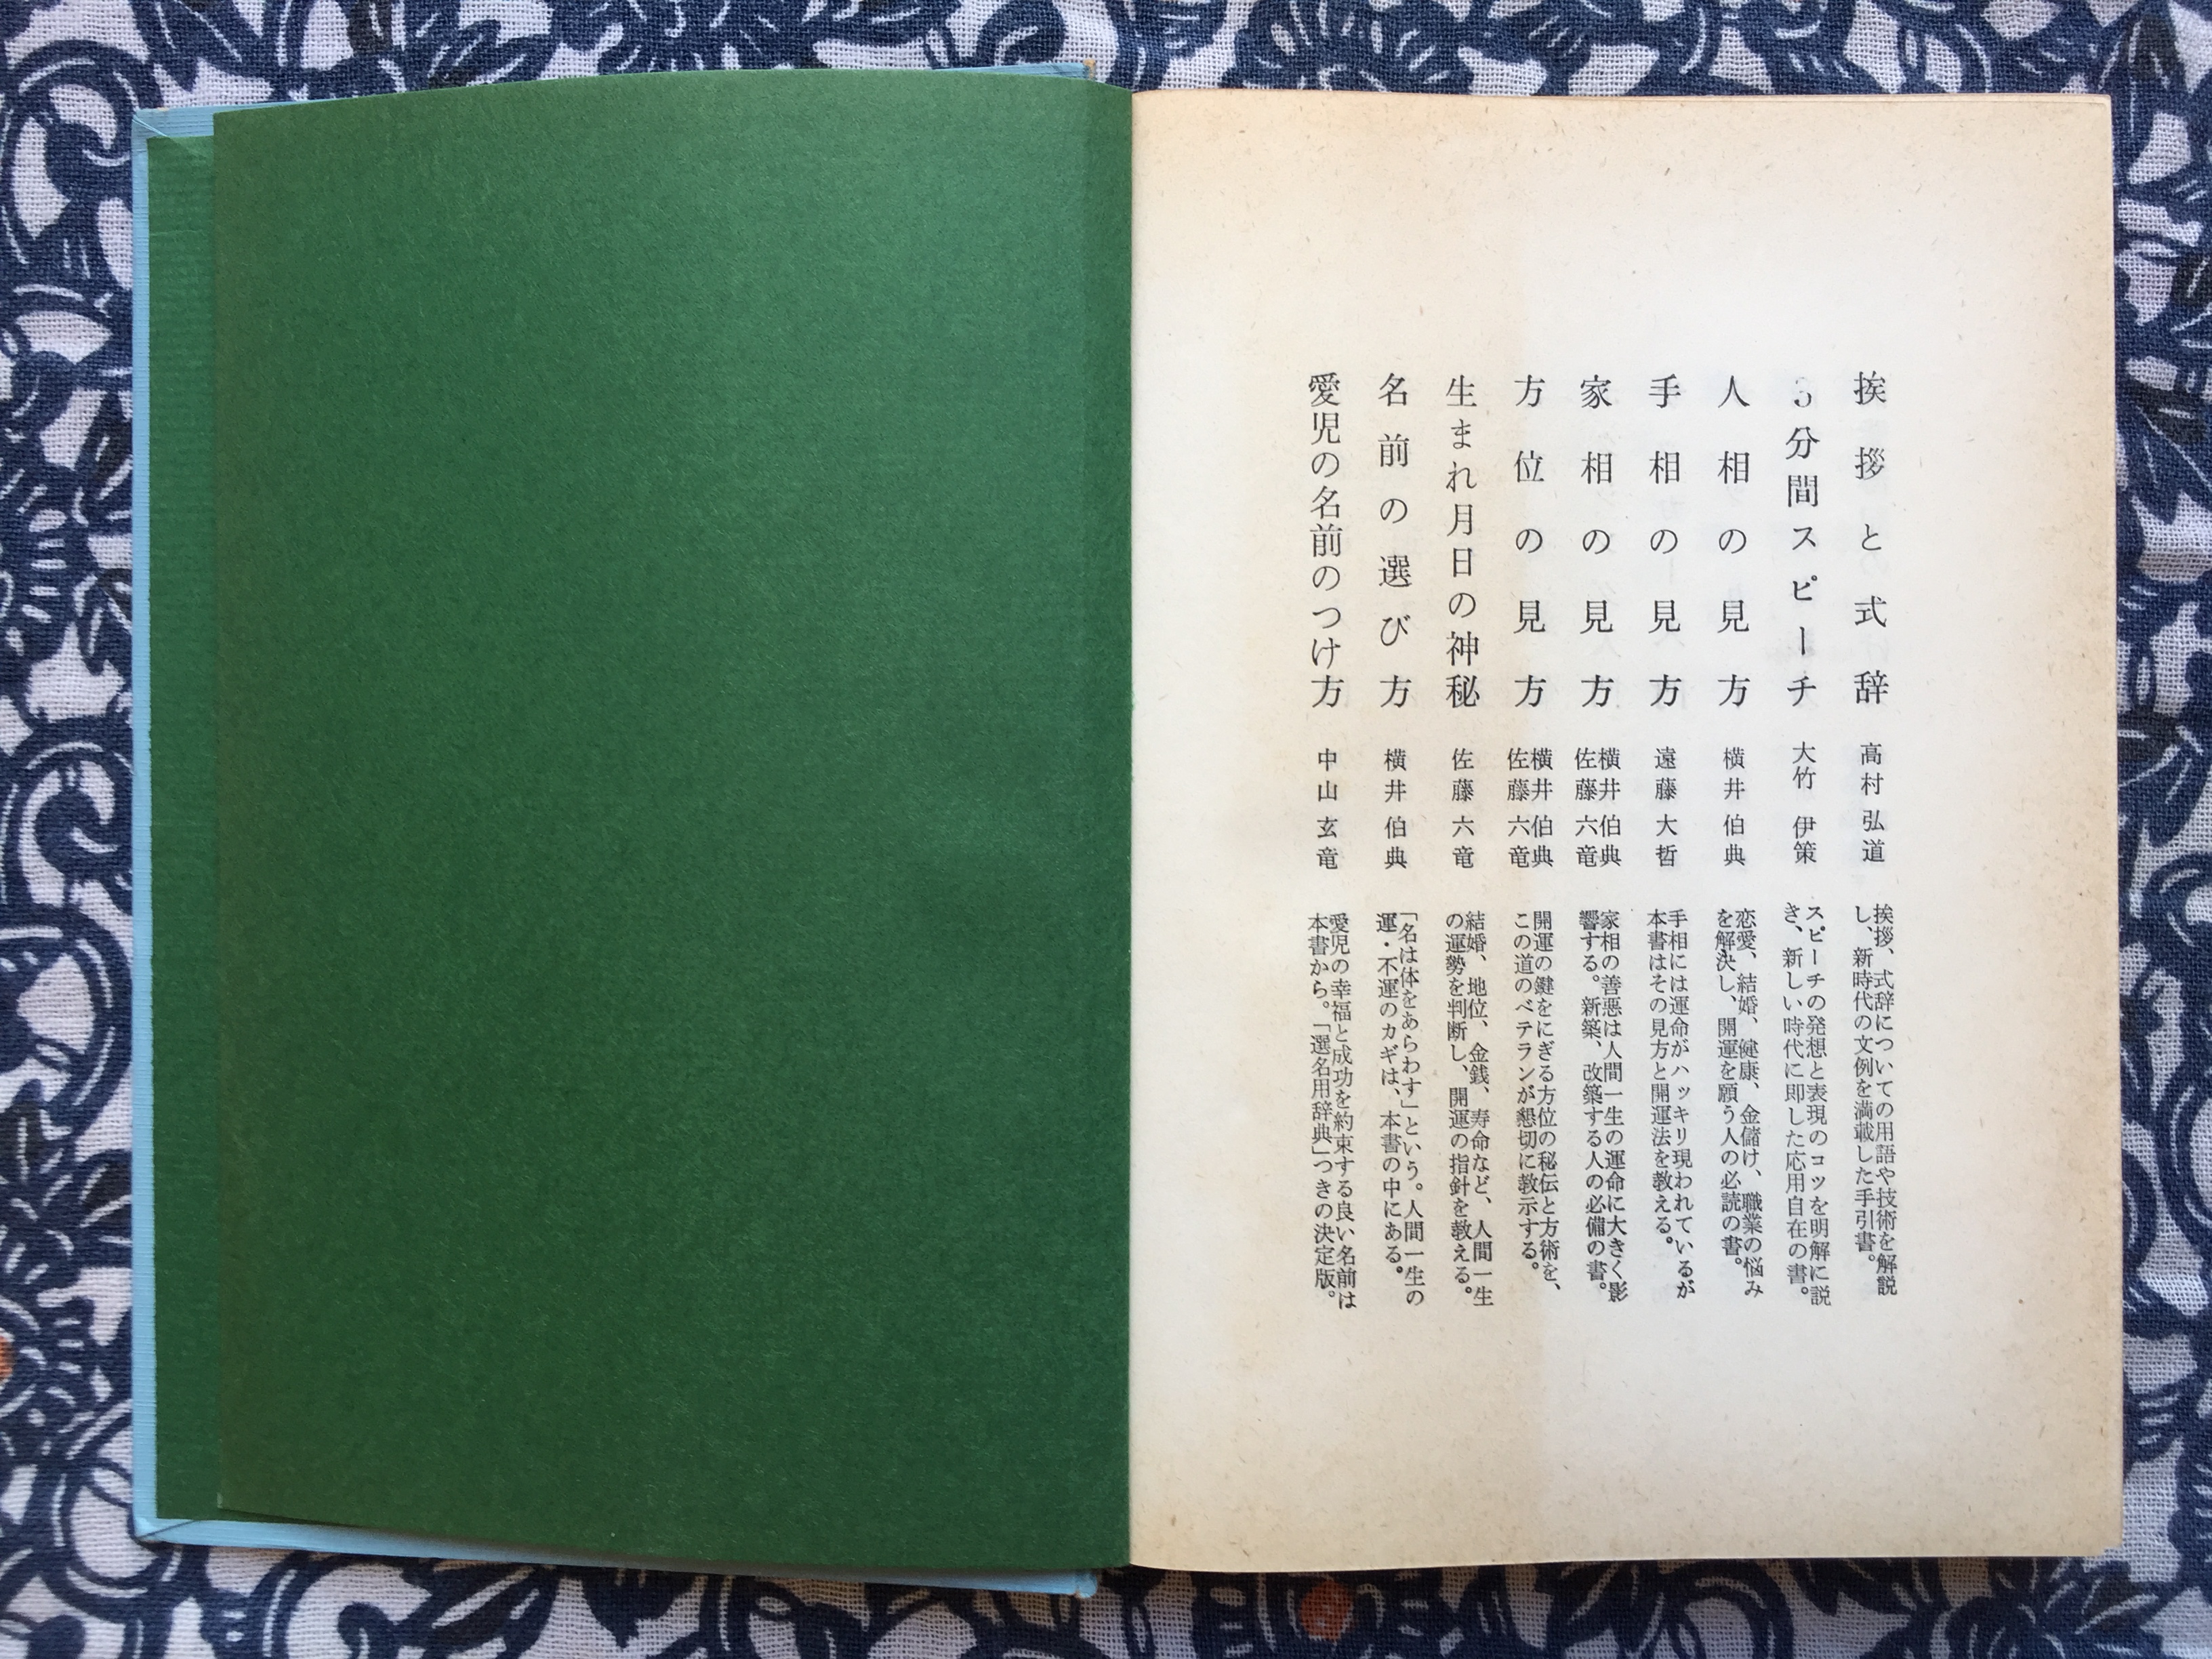 挨拶と式辞
高村弘道
挨拶、式辞についての用語や技術を解説
し、新時代の文例を満載した手引書。
3分間スピーチ
大竹伊策
スピーチの発想と表現のコツを明解に説
き、新しい時代に即した応用自在の書。
人相の見方
横井伯典
恋愛、結婚、健康、金儲け、職業の悩み
を解決し、開運を願う人の必読の書。
手相の見方
遠藤大哲
手相には運命がハッキリ現われているが
本書はその見方と開運法を教える。
家相の見方
横井伯典
佐藤六竜
家相の善悪は人間一生の運命に大きく影
響する。新築、改築する人の必備の書。
方位の見方
横井伯典
佐藤六竜
開運の鍵をにぎる方位の秘伝と方術を、
この道のベテランが懇切に教示する。
生まれ月日の神秘
佐藤六竜
結婚、地位、金銭、寿命など、人間一生
の運勢を判断し、開運の指針を教える。
名前の選び方
横井伯典
「名は体をあらわす」という。人間一生の
運・不運のカギは、本書の中にある。
愛児の名前のつけ方
中山玄竜
愛児の幸福と成功を約束する良い名前は
本書から。「選名用辞典」つきの決定版。